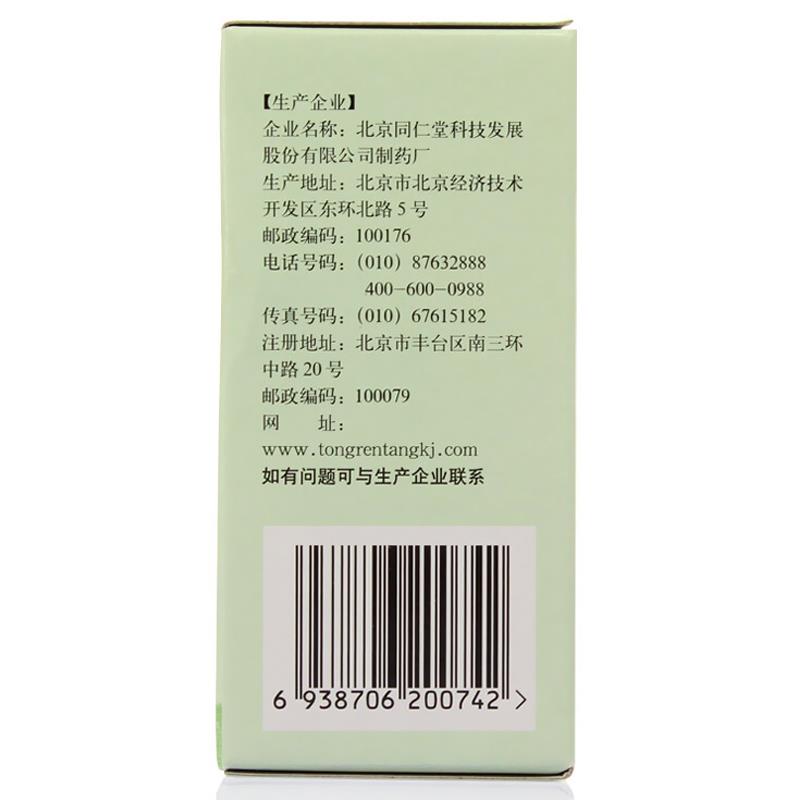 【生产企业】
企业名称：北京同仁堂科技发展
股份有限公司制药厂
生产地址：北京市北京经济技术
开发区东环北路 5 号
邮政编码：100176
电话号码：（010）87632888
400-600-0988
传真号码：（010）67615182
注册地址：北京市丰台区南三环
中路 20 号
邮政编码：100079
网　　址：
www.tongrentangkj.com
如有问题可与生产企业联系
6 938706 200742 >